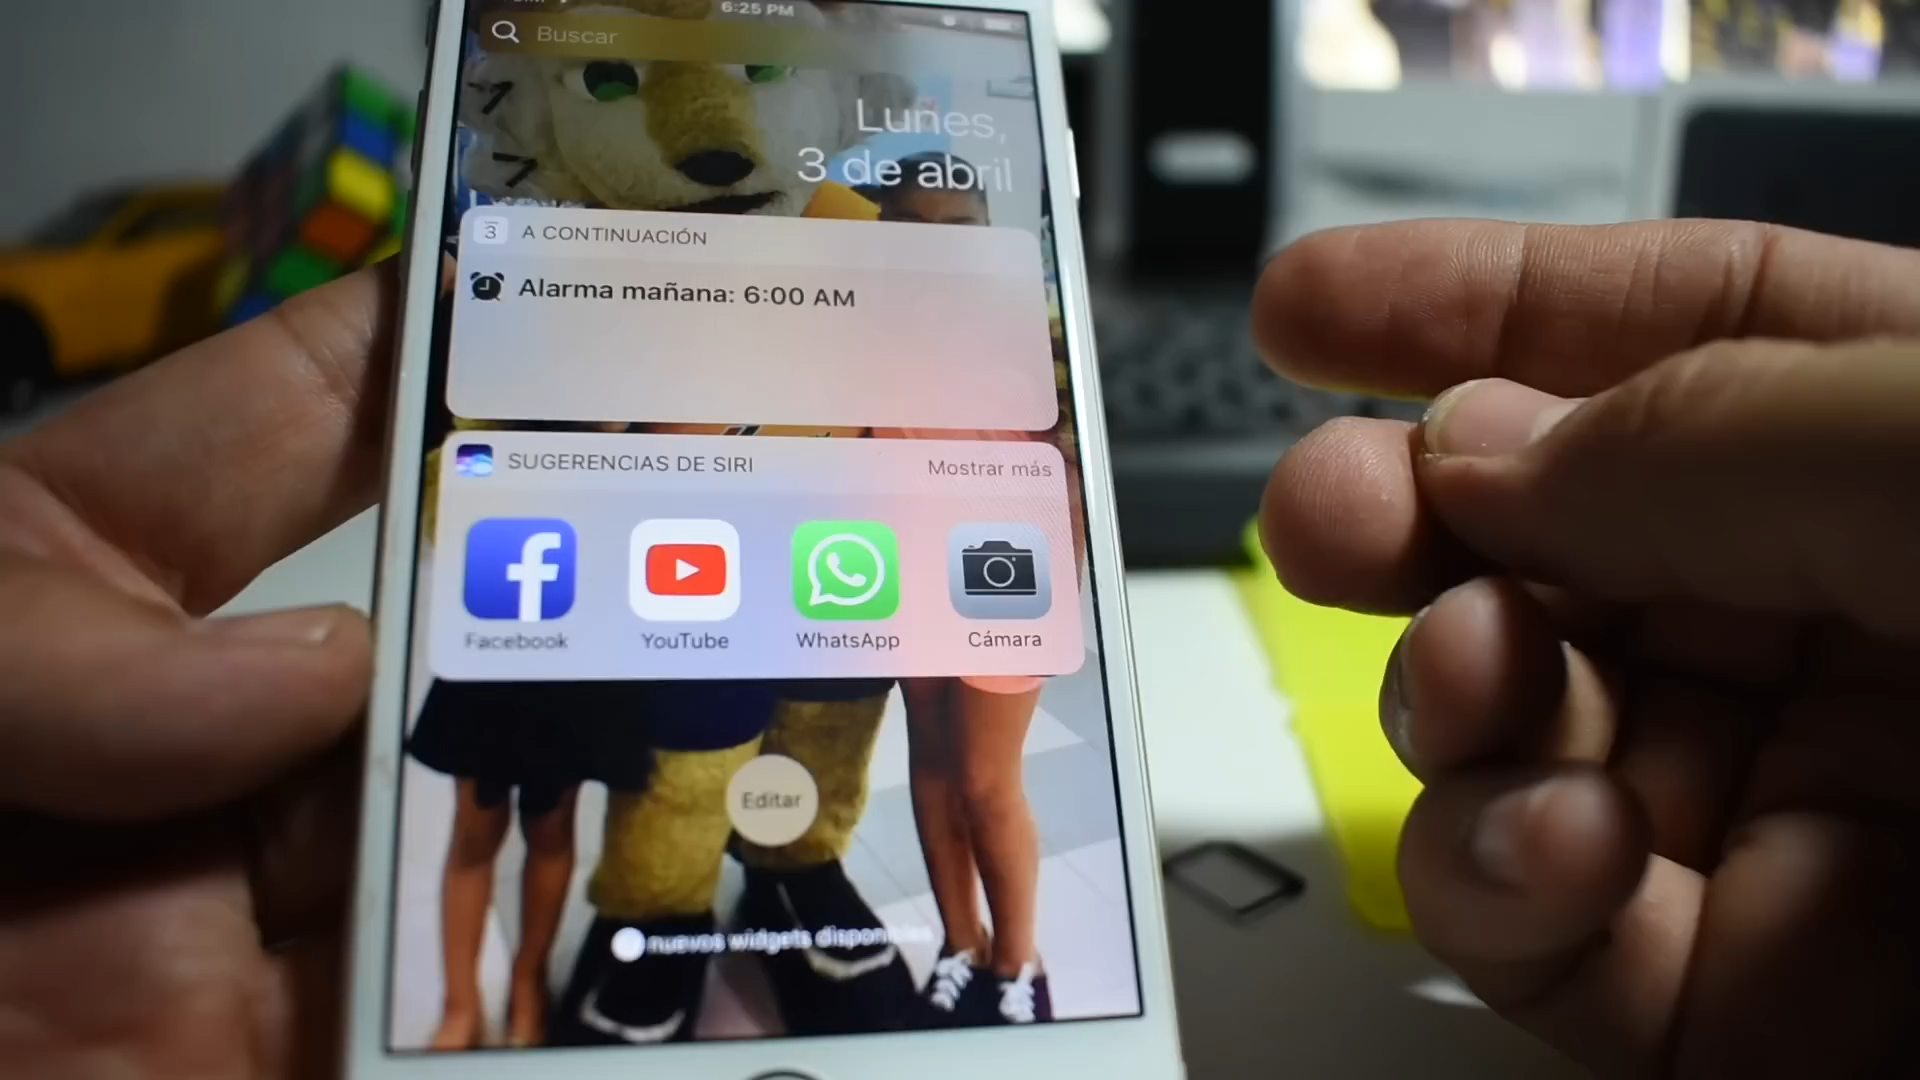 6:25 PM
Buscar
Lunes,
3 de abril
3 A CONTINUACIÓN
Alarma mañana: 6:00 AM
SUGERENCIAS DE SIRI Mostrar más
Facebook YouTube WhatsApp Cámara
Editar
nuevos widgets disponibles